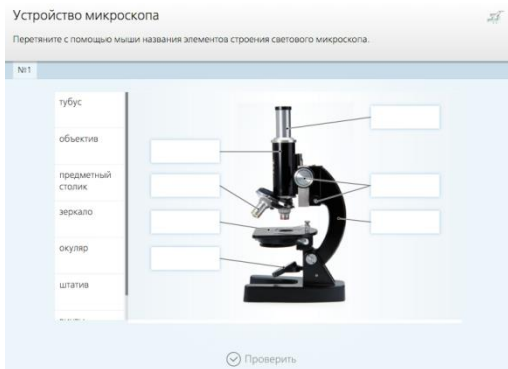 Устройство микроскопа
Перетяните с помощью мыши названия элементов строения светового микроскопа.
№1
тубус
объектив
предметный
столик
зеркало
окуляр
штатив
Проверить